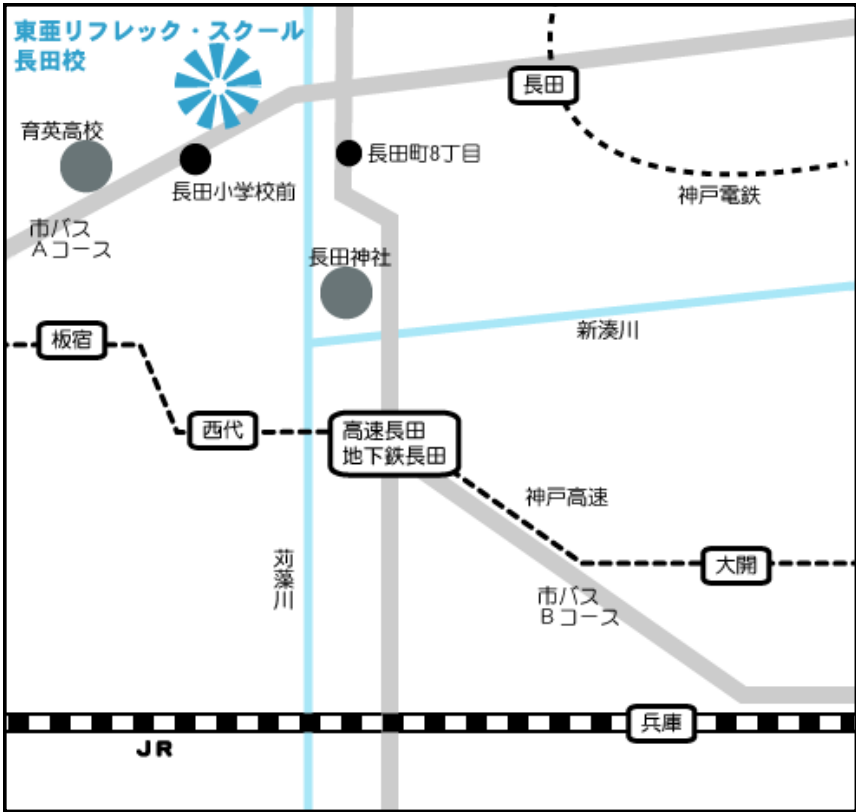 東亜リフレック・スクール
長田校
長田
育英高校
長田町8丁目
長田小学校前
神戸電鉄
市バス
Aコース
長田神社
新湊川
板宿
西代
高速長田
地下鉄長田
神戸高速
苅藻川
大開
市バス
Bコース
兵庫
JR